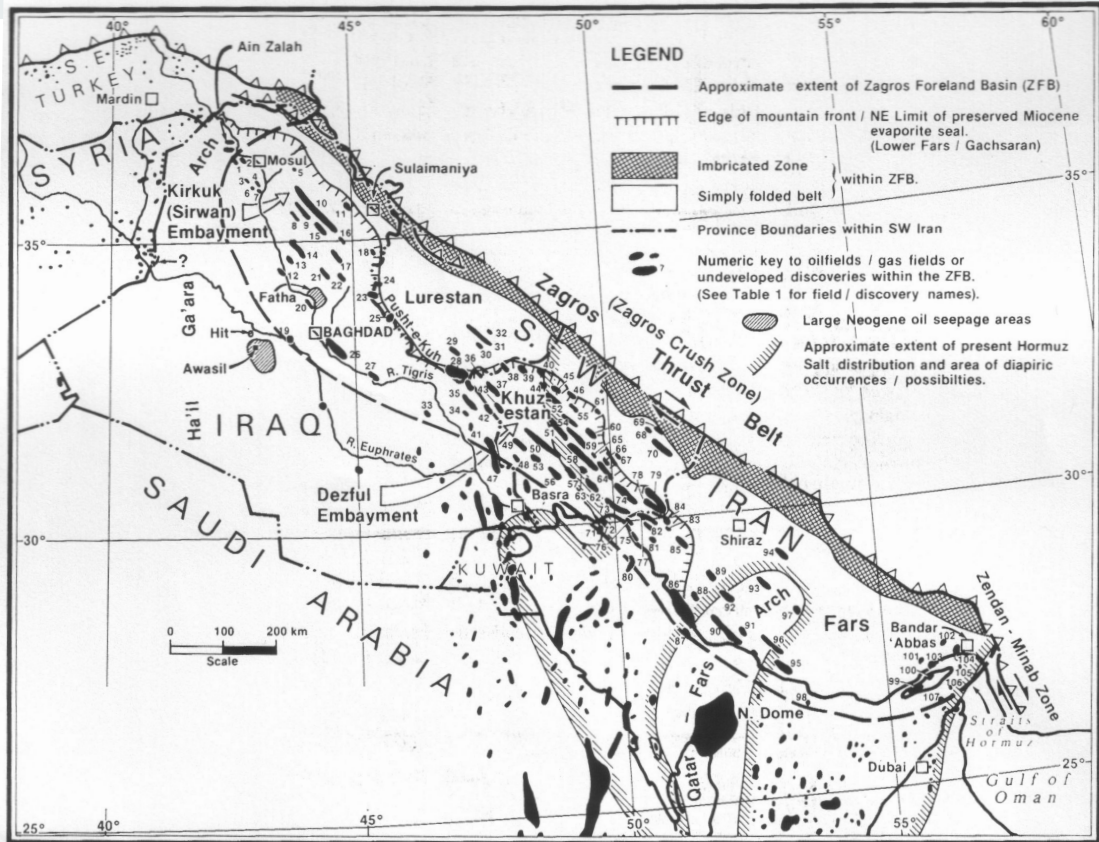 40°
45°
50°
55°
60°
Ain Zalah
S.E.
TURKEY
Mardin
SYRIA
Arch
Mosul
Sulaimaniya
Kirkuk
(Sirwan)
Embayment
35°
?
Ga'ara
Fatha
Hit
BAGHDAD
Awasil
Ha'il
IRAQ
R. Tigris
R. Euphrates
Pusht-e-Kuh
Lurestan
Khuz
estan
Dezful
Embayment
Basra
30°
KUWAIT
SAUDI ARABIA
0 100 200 km
Scale
S W IRAN
Zagros Thrust Belt
(Zagros Crush Zone)
Shiraz
Fars
Arch
Qatar – Fars
N. Dome
Bandar
'Abbas
Zendan - Minab Zone
Straits
of
Hormuz
Dubai
Gulf of
Oman
LEGEND
Approximate extent of Zagros Foreland Basin (ZFB)
Edge of mountain front / NE Limit of preserved Miocene
evaporite seal.
(Lower Fars / Gachsaran)
Imbricated Zone
within ZFB.
Simply folded belt
Province Boundaries within SW Iran
Numeric key to oilfields / gas fields or
undeveloped discoveries within the ZFB.
(See Table 1 for field / discovery names).
Large Neogene oil seepage areas
Approximate extent of present Hormuz
Salt distribution and area of diapiric
occurrences / possibilties.
35°
30°
25°
25°
40°
45°
50°
55°